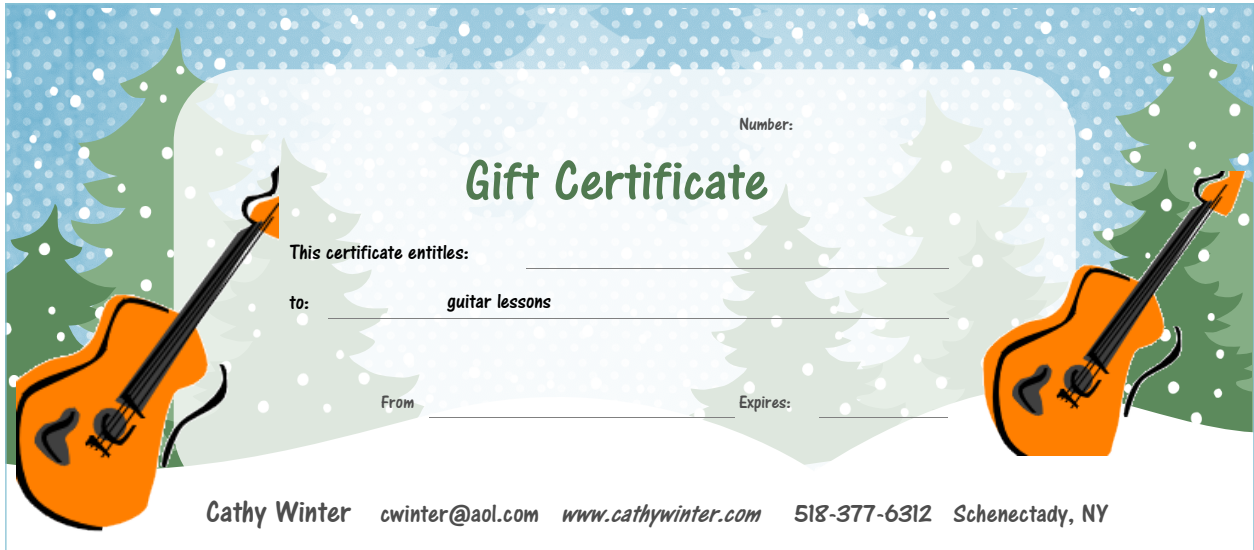 Number:
Gift Certificate
This certificate entitles:
to: guitar lessons
From Expires:
Cathy Winter cwinter@aol.com www.cathywinter.com 518-377-6312 Schenectady, NY